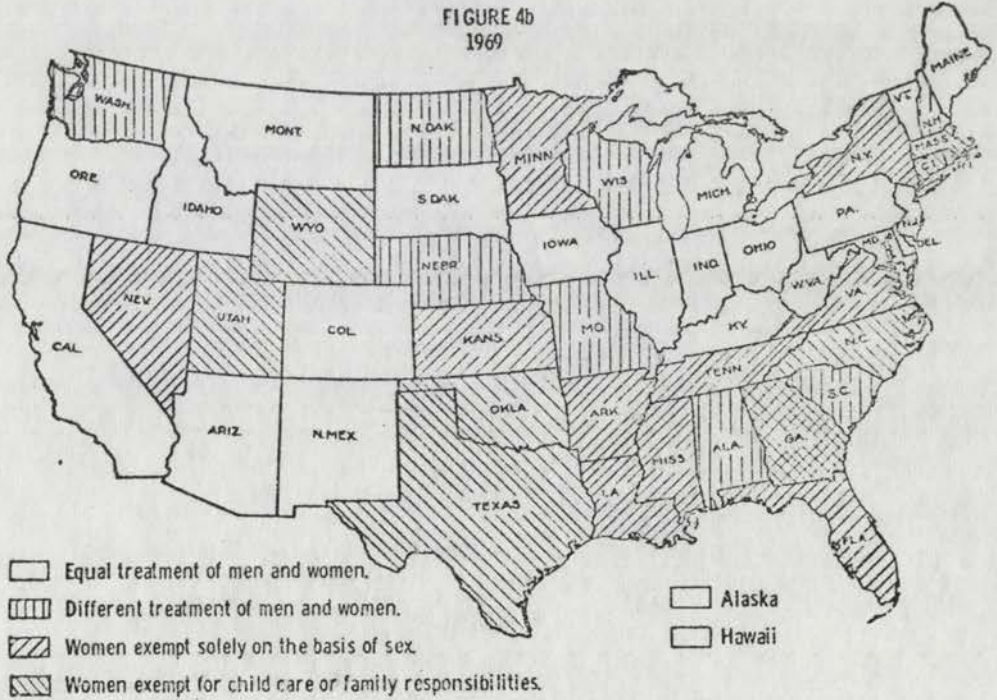 FIGURE 4b
1969
MAINE
WASH.
MONT.
N.DAK.
MINN
VT.
N.H.
MASS.
ORE.
IDAHO
S.DAK.
WIS
MICH.
N.Y.
WYO
IOWA
PA.
NEBR.
ILL.
IND.
OHIO
MD.
DEL
NEV.
UTAH
COL.
KANS.
MO.
KY.
W.VA.
VA.
CAL.
OKLA.
TENN.
N.C.
ARIZ
N.MEX.
ARK.
S.C.
MISS
ALA.
GA.
TEXAS
LA.
FLA.
Equal treatment of men and women.
Different treatment of men and women.
Women exempt solely on the basis of sex.
Women exempt for child care or family responsibilities.
Alaska
Hawaii